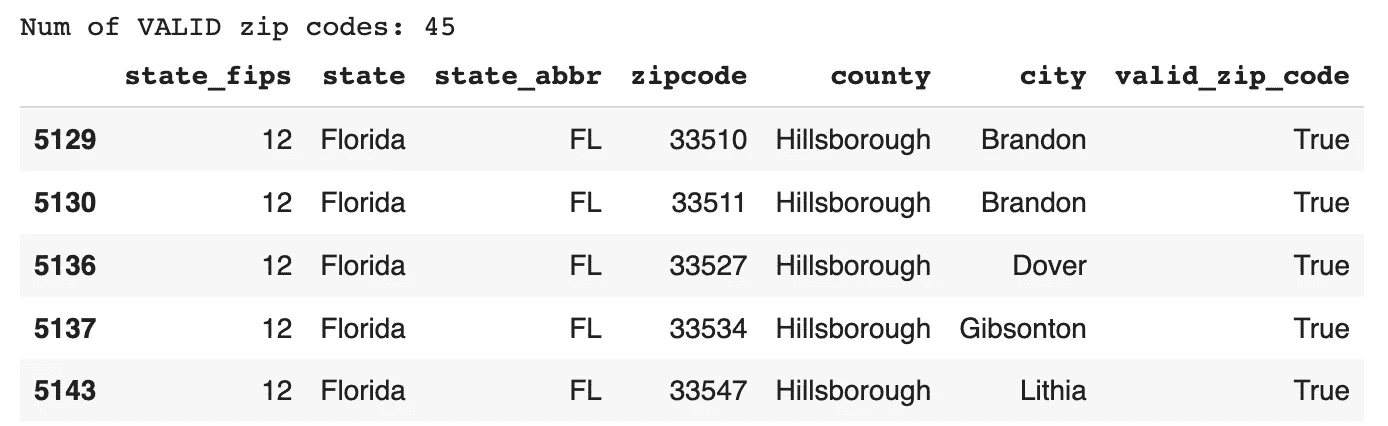 Num of VALID zip codes: 45
state_fips state state_abbr zipcode county city valid_zip_code
5129 12 Florida FL 33510 Hillsborough Brandon True
5130 12 Florida FL 33511 Hillsborough Brandon True
5136 12 Florida FL 33527 Hillsborough Dover True
5137 12 Florida FL 33534 Hillsborough Gibsonton True
5143 12 Florida FL 33547 Hillsborough Lithia True